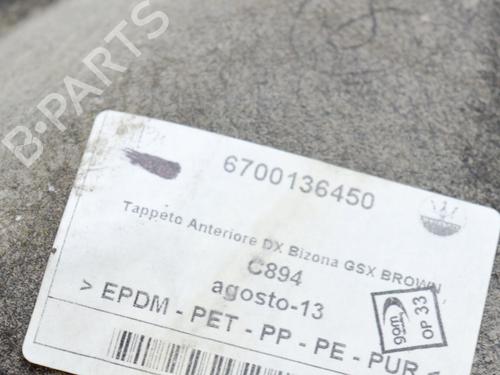 B-PARTS
6700136450
Tappeto Anteriore DX Bizona GSX BROWN
C894
agosto-13
> EPDM - PET - PP - PE - PUR
OP 33